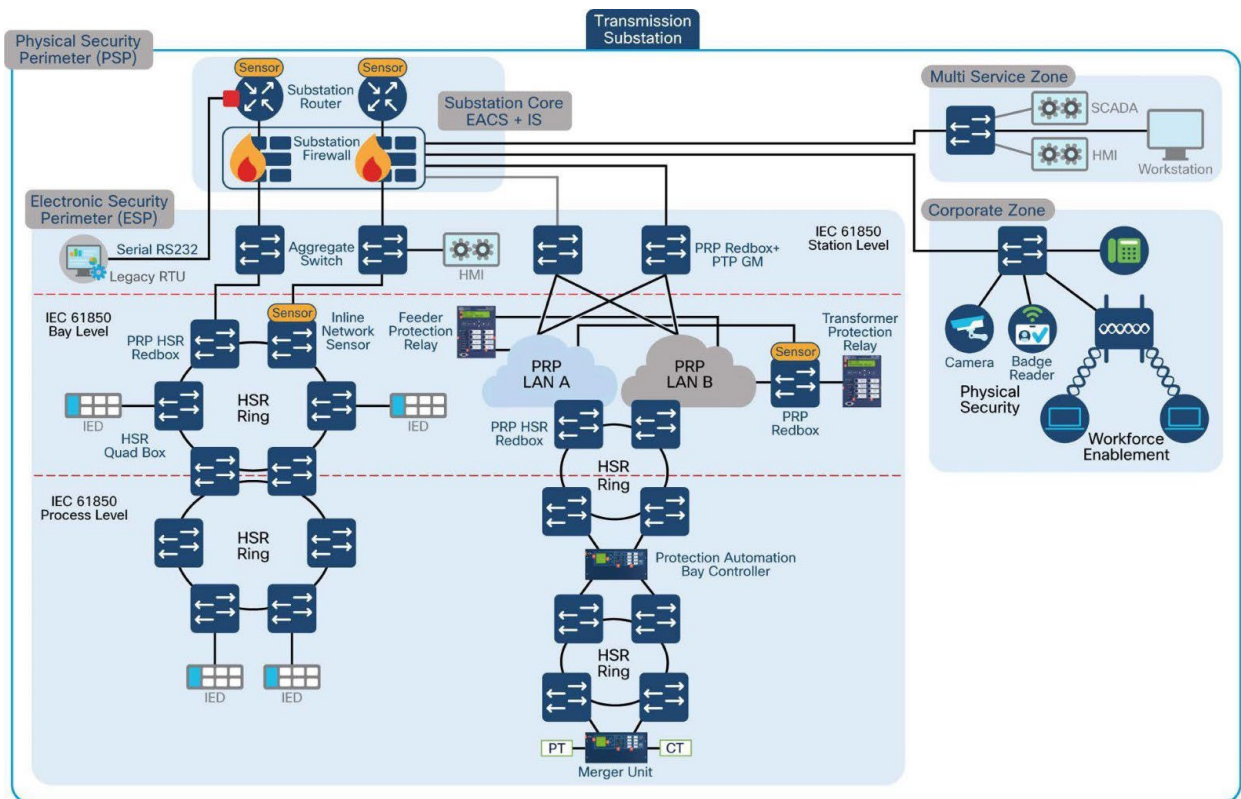 Transmission
Substation
Physical Security
Perimeter (PSP)
Sensor
Sensor
Substation
Router
Substation Core
EACS + IS
Substation
Firewall
Multi Service Zone
SCADA
HMI
Workstation
Electronic Security
Perimeter (ESP)
Serial RS232
Legacy RTU
Aggregate
Switch
HMI
PRP Redbox+
PTP GM
IEC 61850
Station Level
Corporate Zone
Camera
Badge
Reader
Physical
Security
Workforce
Enablement
IEC 61850
Bay Level
Sensor
PRP HSR
Redbox
Inline
Network
Sensor
Feeder
Protection
Relay
PRP
LAN A
PRP
LAN B
Sensor
Transformer
Protection
Relay
PRP
Redbox
IED
HSR
Ring
IED
HSR
Quad Box
PRP HSR
Redbox
HSR
Ring
IEC 61850
Process Level
HSR
Ring
Protection Automation
Bay Controller
IED
IED
HSR
Ring
PT
CT
Merger Unit